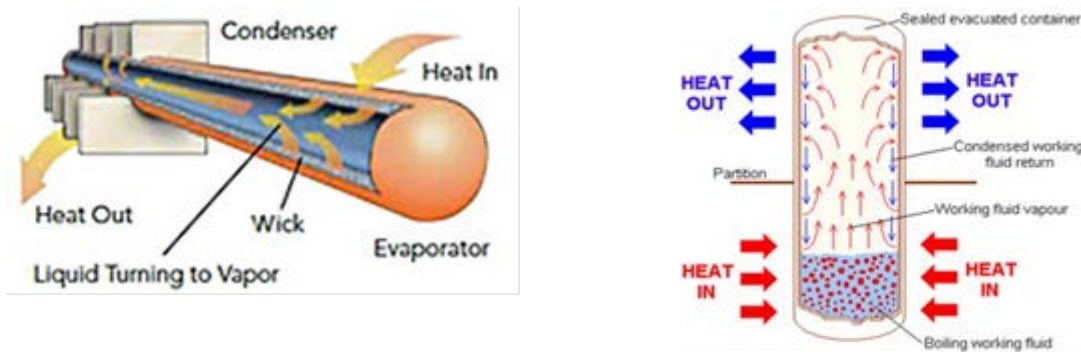 Condenser
Heat In
Heat Out
Wick
Evaporator
Liquid Turning to Vapor
Sealed evacuated container
HEAT
OUT
HEAT
OUT
Condensed working
fluid return
Partition
Working fluid vapour
HEAT
IN
HEAT
IN
Boiling working fluid